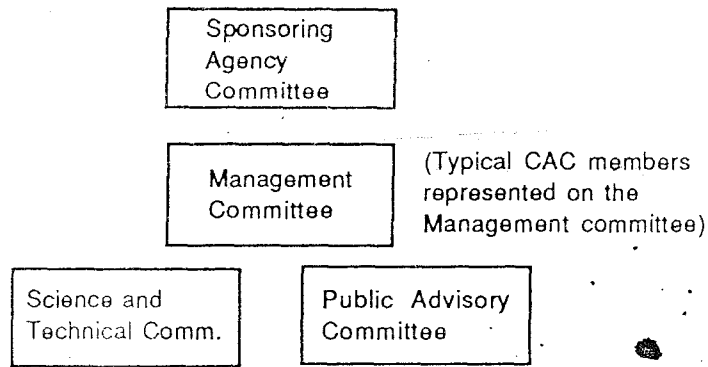 Sponsoring
Agency
Committee
Management
Committee
(Typical CAC members
represented on the
Management committee)
Science and
Technical Comm.
Public Advisory
Committee